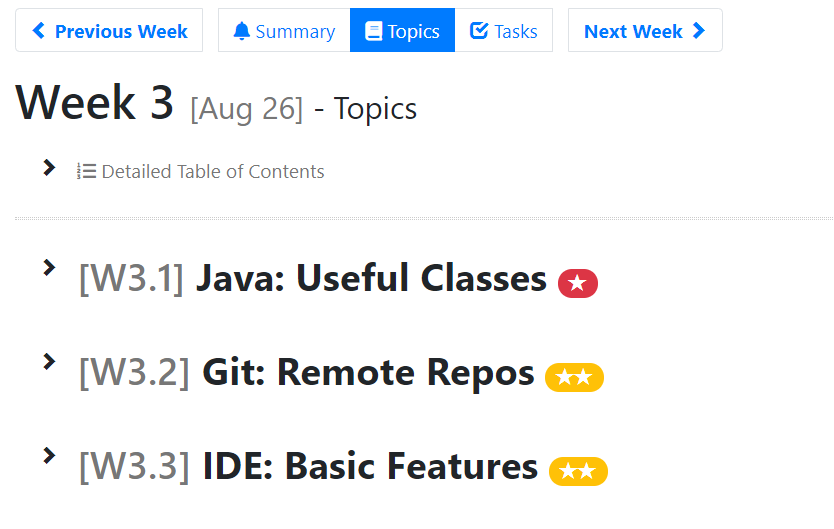 Previous Week Summary Topics Tasks Next Week
Week 3 [Aug 26] - Topics
Detailed Table of Contents
[W3.1] Java: Useful Classes
[W3.2] Git: Remote Repos
[W3.3] IDE: Basic Features